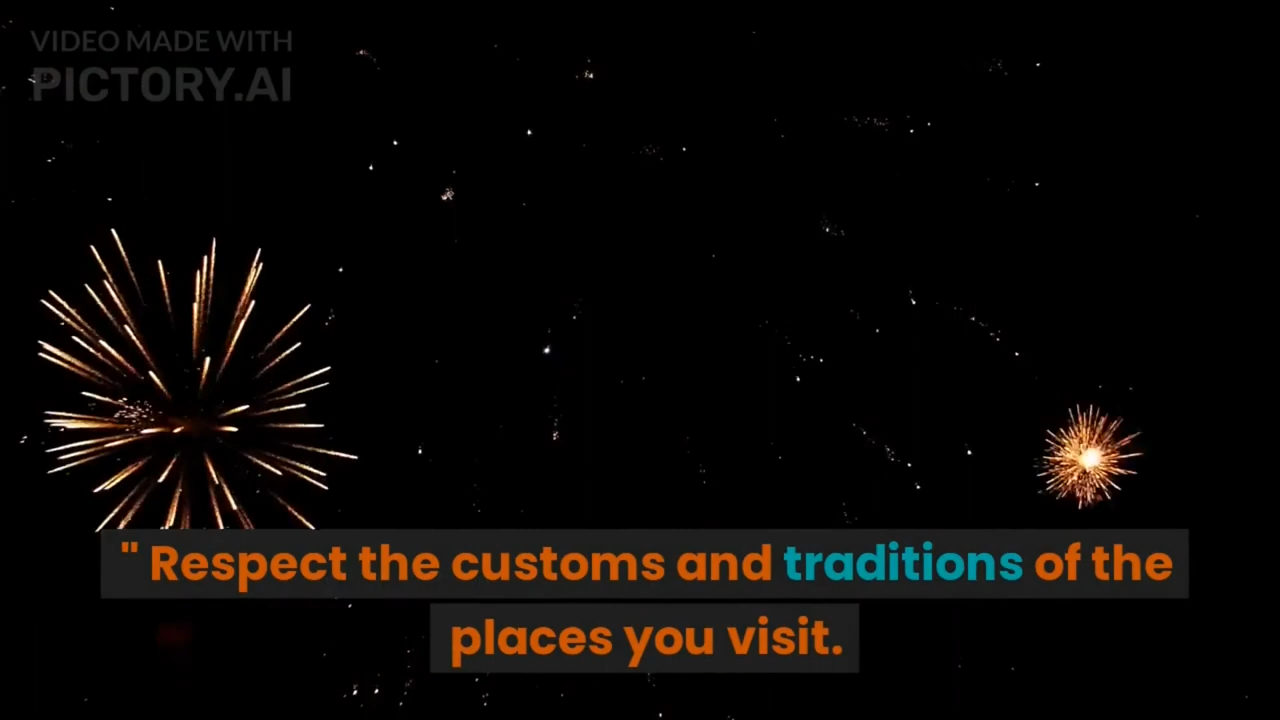 VIDEO MADE WITH
PICTORY.AI
" Respect the customs and traditions of the
places you visit.